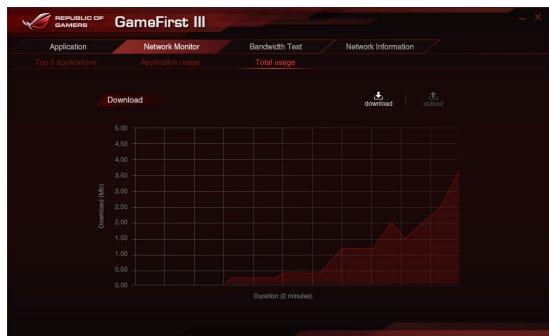 REPUBLIC OF
GAMERS
GameFirst III
Application Network Monitor Bandwidth Test Network Information
Top 5 applications Application usage Total usage
Download
download upload
5.00
4.50
4.00
3.50
3.00
2.50
2.00
1.50
1.00
0.50
0.00
Download (Mb)
Duration (2 minutes)